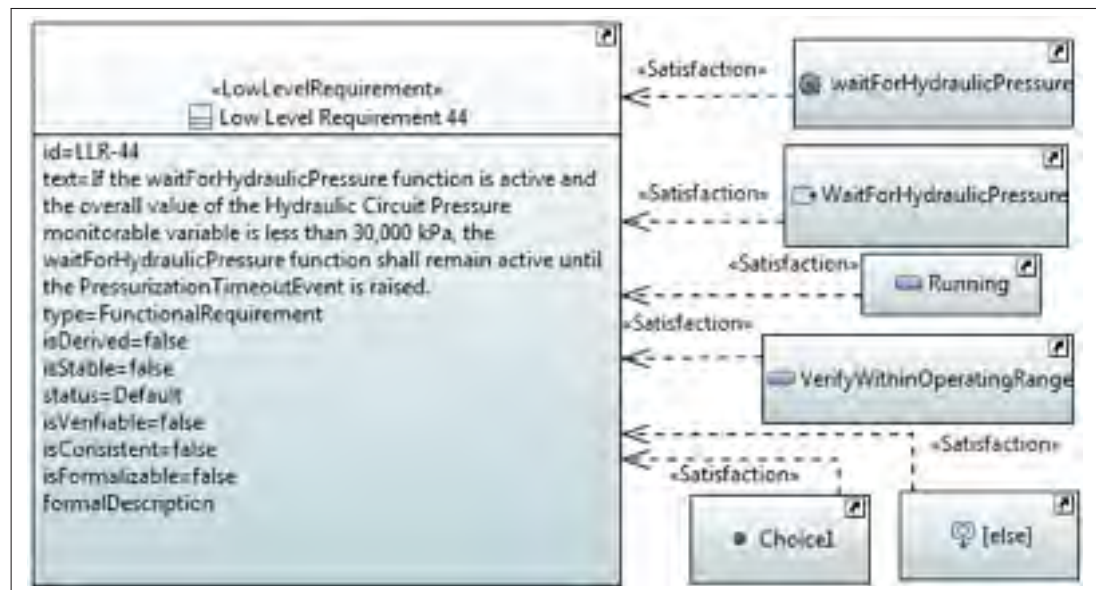 «LowLevelRequirement»
Low Level Requirement 44
id=LLR-44
text=If the waitForHydraulicPressure function is active and
the overall value of the Hydraulic Circuit Pressure
monitorable variable is less than 30,000 kPa, the
waitForHydraulicPressure function shall remain active until
the PressurizationTimeoutEvent is raised.
type=FunctionalRequirement
isDerived=false
isStable=false
status=Default
isVerifiable=false
isConsistent=false
isFormalizable=false
formalDescription
«Satisfaction»
waitForHydraulicPressure
«Satisfaction»
WaitForHydraulicPressure
«Satisfaction»
Running
«Satisfaction»
VerifyWithinOperatingRange
«Satisfaction»
«Satisfaction»
Choice1
[else]